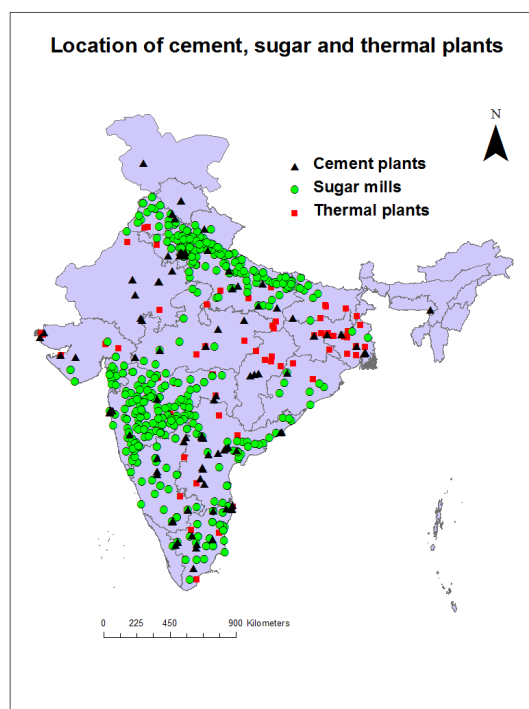 Location of cement, sugar and thermal plants
N
Cement plants
Sugar mills
Thermal plants
0 225 450 900 Kilometers